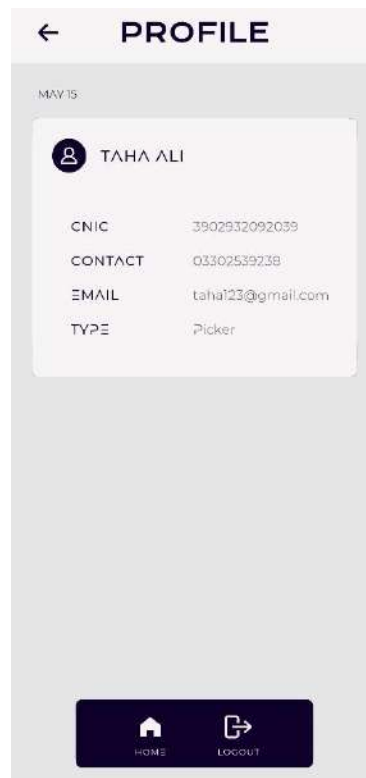 PROFILE
MAY 15
TAHA ALI
CNIC 3902932092039
CONTACT 03302539238
EMAIL taha123@gmail.com
TYPE Picker
HOME LOGOUT